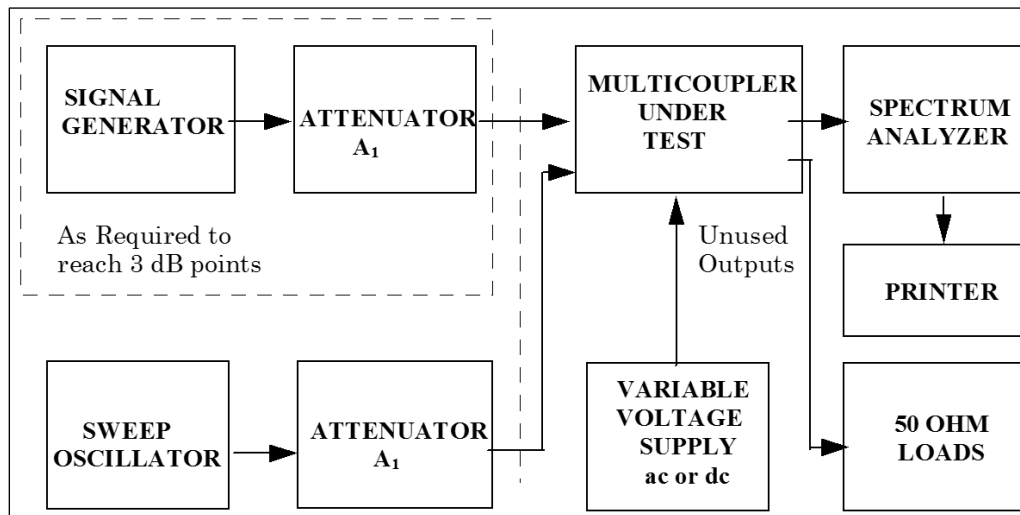 SIGNAL
GENERATOR
ATTENUATOR
A₁
As Required to
reach 3 dB points
MULTICOUPLER
UNDER
TEST
SPECTRUM
ANALYZER
Unused
Outputs
PRINTER
SWEEP
OSCILLATOR
ATTENUATOR
A₁
VARIABLE
VOLTAGE
SUPPLY
ac or dc
50 OHM
LOADS